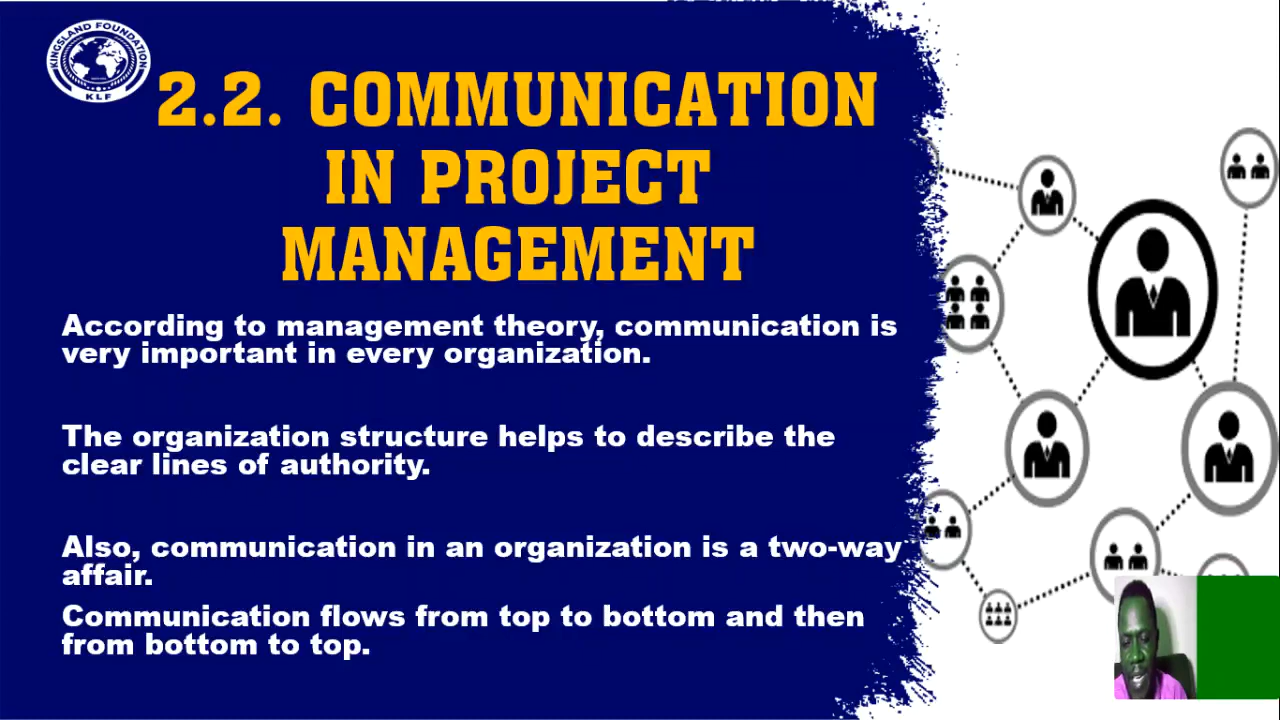 KINGSLAND FOUNDATION
KLF
2.2. COMMUNICATION
IN PROJECT
MANAGEMENT
According to management theory, communication is
very important in every organization.
The organization structure helps to describe the
clear lines of authority.
Also, communication in an organization is a two-way
affair.
Communication flows from top to bottom and then
from bottom to top.